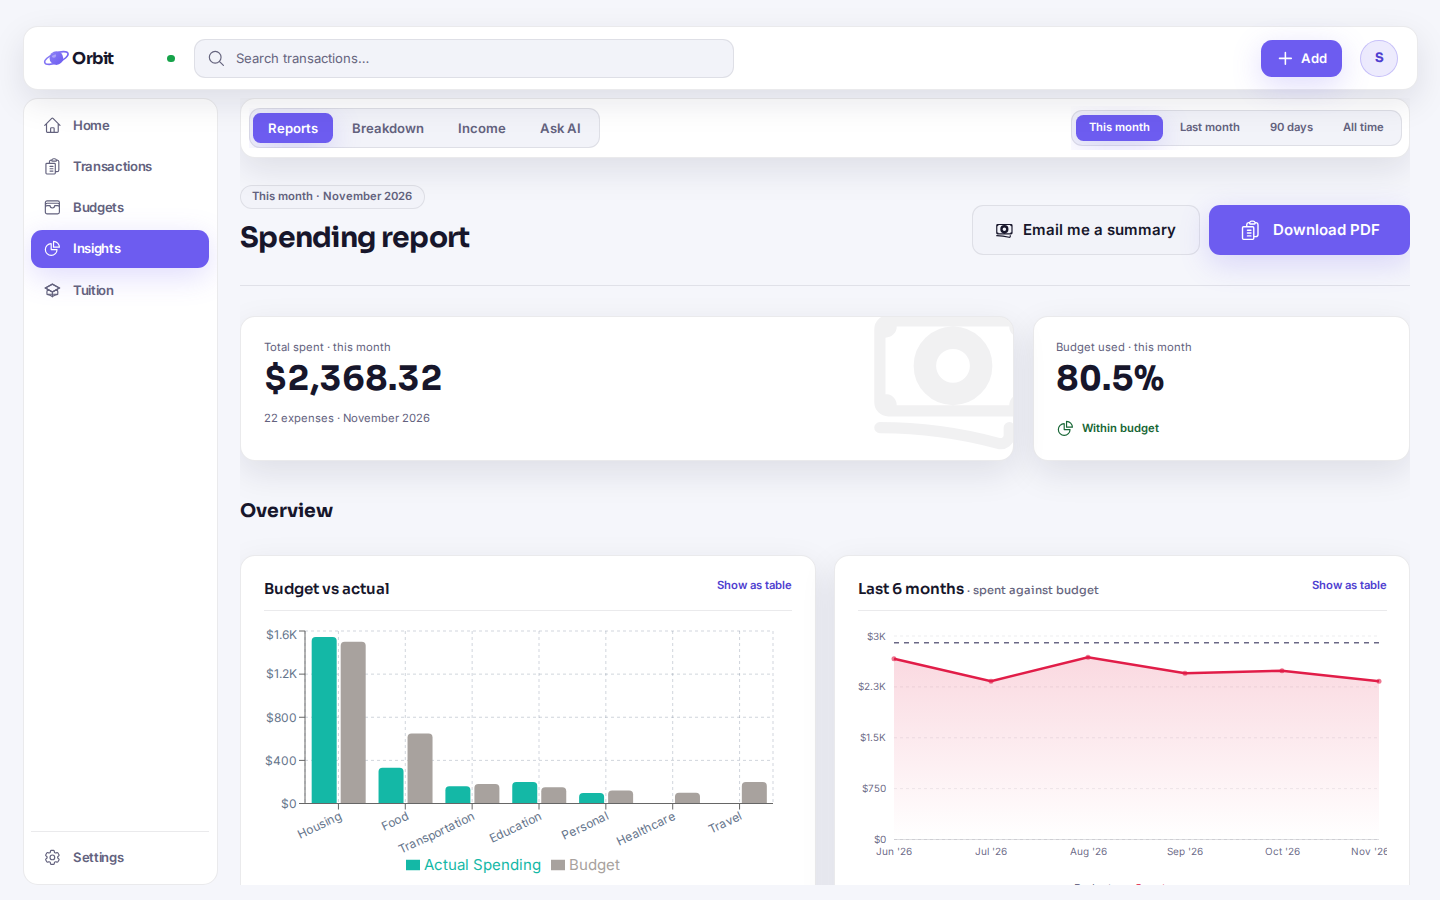 Orbit
Search transactions...
Add
S
Home
Transactions
Budgets
Insights
Tuition
Settings
Reports
Breakdown
Income
Ask AI
This month
Last month
90 days
All time
This month · November 2026
Spending report
Email me a summary
Download PDF
Total spent · this month
$2,368.32
22 expenses · November 2026
Budget used · this month
80.5%
Within budget
Overview
Budget vs actual
Show as table
$1.6K
$1.2K
$800
$400
$0
Housing
Food
Transportation
Education
Personal
Healthcare
Travel
Actual Spending
Budget
Last 6 months · spent against budget
Show as table
$3K
$2.3K
$1.5K
$750
$0
Jun '26
Jul '26
Aug '26
Sep '26
Oct '26
Nov '26